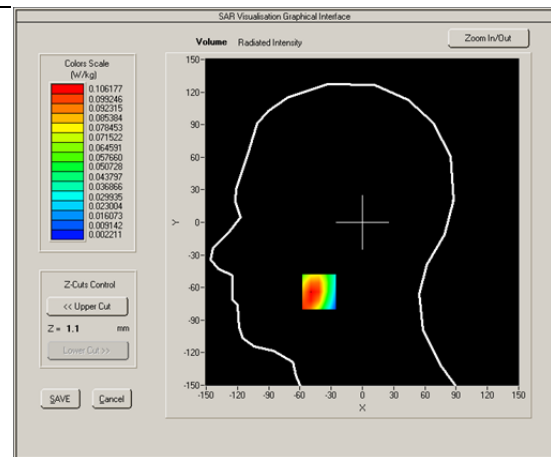 SAR Visualisation Graphical Interface
Volume Radiated Intensity
Zoom In/Out
Colors Scale
(W/kg)
0.106177
0.099246
0.092315
0.085384
0.078453
0.071522
0.064591
0.057660
0.050728
0.043797
0.036866
0.029935
0.023004
0.016073
0.009142
0.002211
Z-Cuts Control
<< Upper Cut
Z = 1.1 mm
Lower Cut >>
SAVE Cancel
150
120
90
60
30
0
-30
-60
-90
-120
-150
Y
-150 -120 -90 -60 -30 0 30 60 90 120 150
X